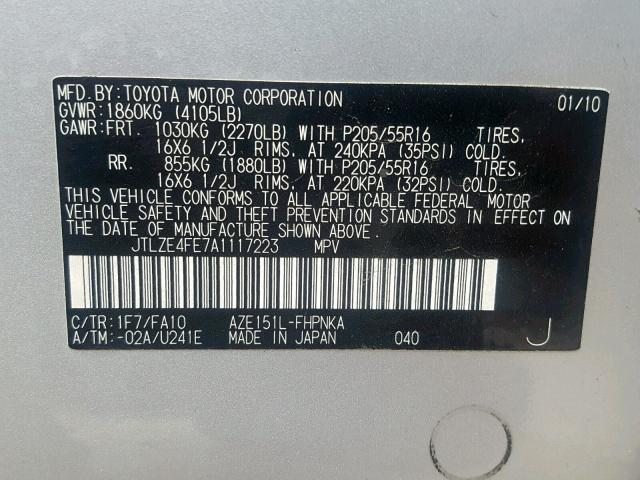 MFD.BY: TOYOTA MOTOR CORPORATION 01/10
GVWR: 1860KG (4105LB)
GAWR: FRT. 1030KG (2270LB) WITH P205/55R16 TIRES,
16X6 1/2J RIMS, AT 240KPA (35PSI) COLD.
RR. 855KG (1880LB) WITH P205/55R16 TIRES,
16X6 1/2J RIMS, AT 220KPA (32PSI) COLD.
THIS VEHICLE CONFORMS TO ALL APPLICABLE FEDERAL MOTOR
VEHICLE SAFETY AND THEFT PREVENTION STANDARDS IN EFFECT ON
THE DATE OF MANUFACTURE SHOWN ABOVE.
JTLZE4FE7A1117223 MPV
C/TR: 1F7/FA10 AZE151L-FHPNKA
A/TM: -02A/U241E MADE IN JAPAN 040 J